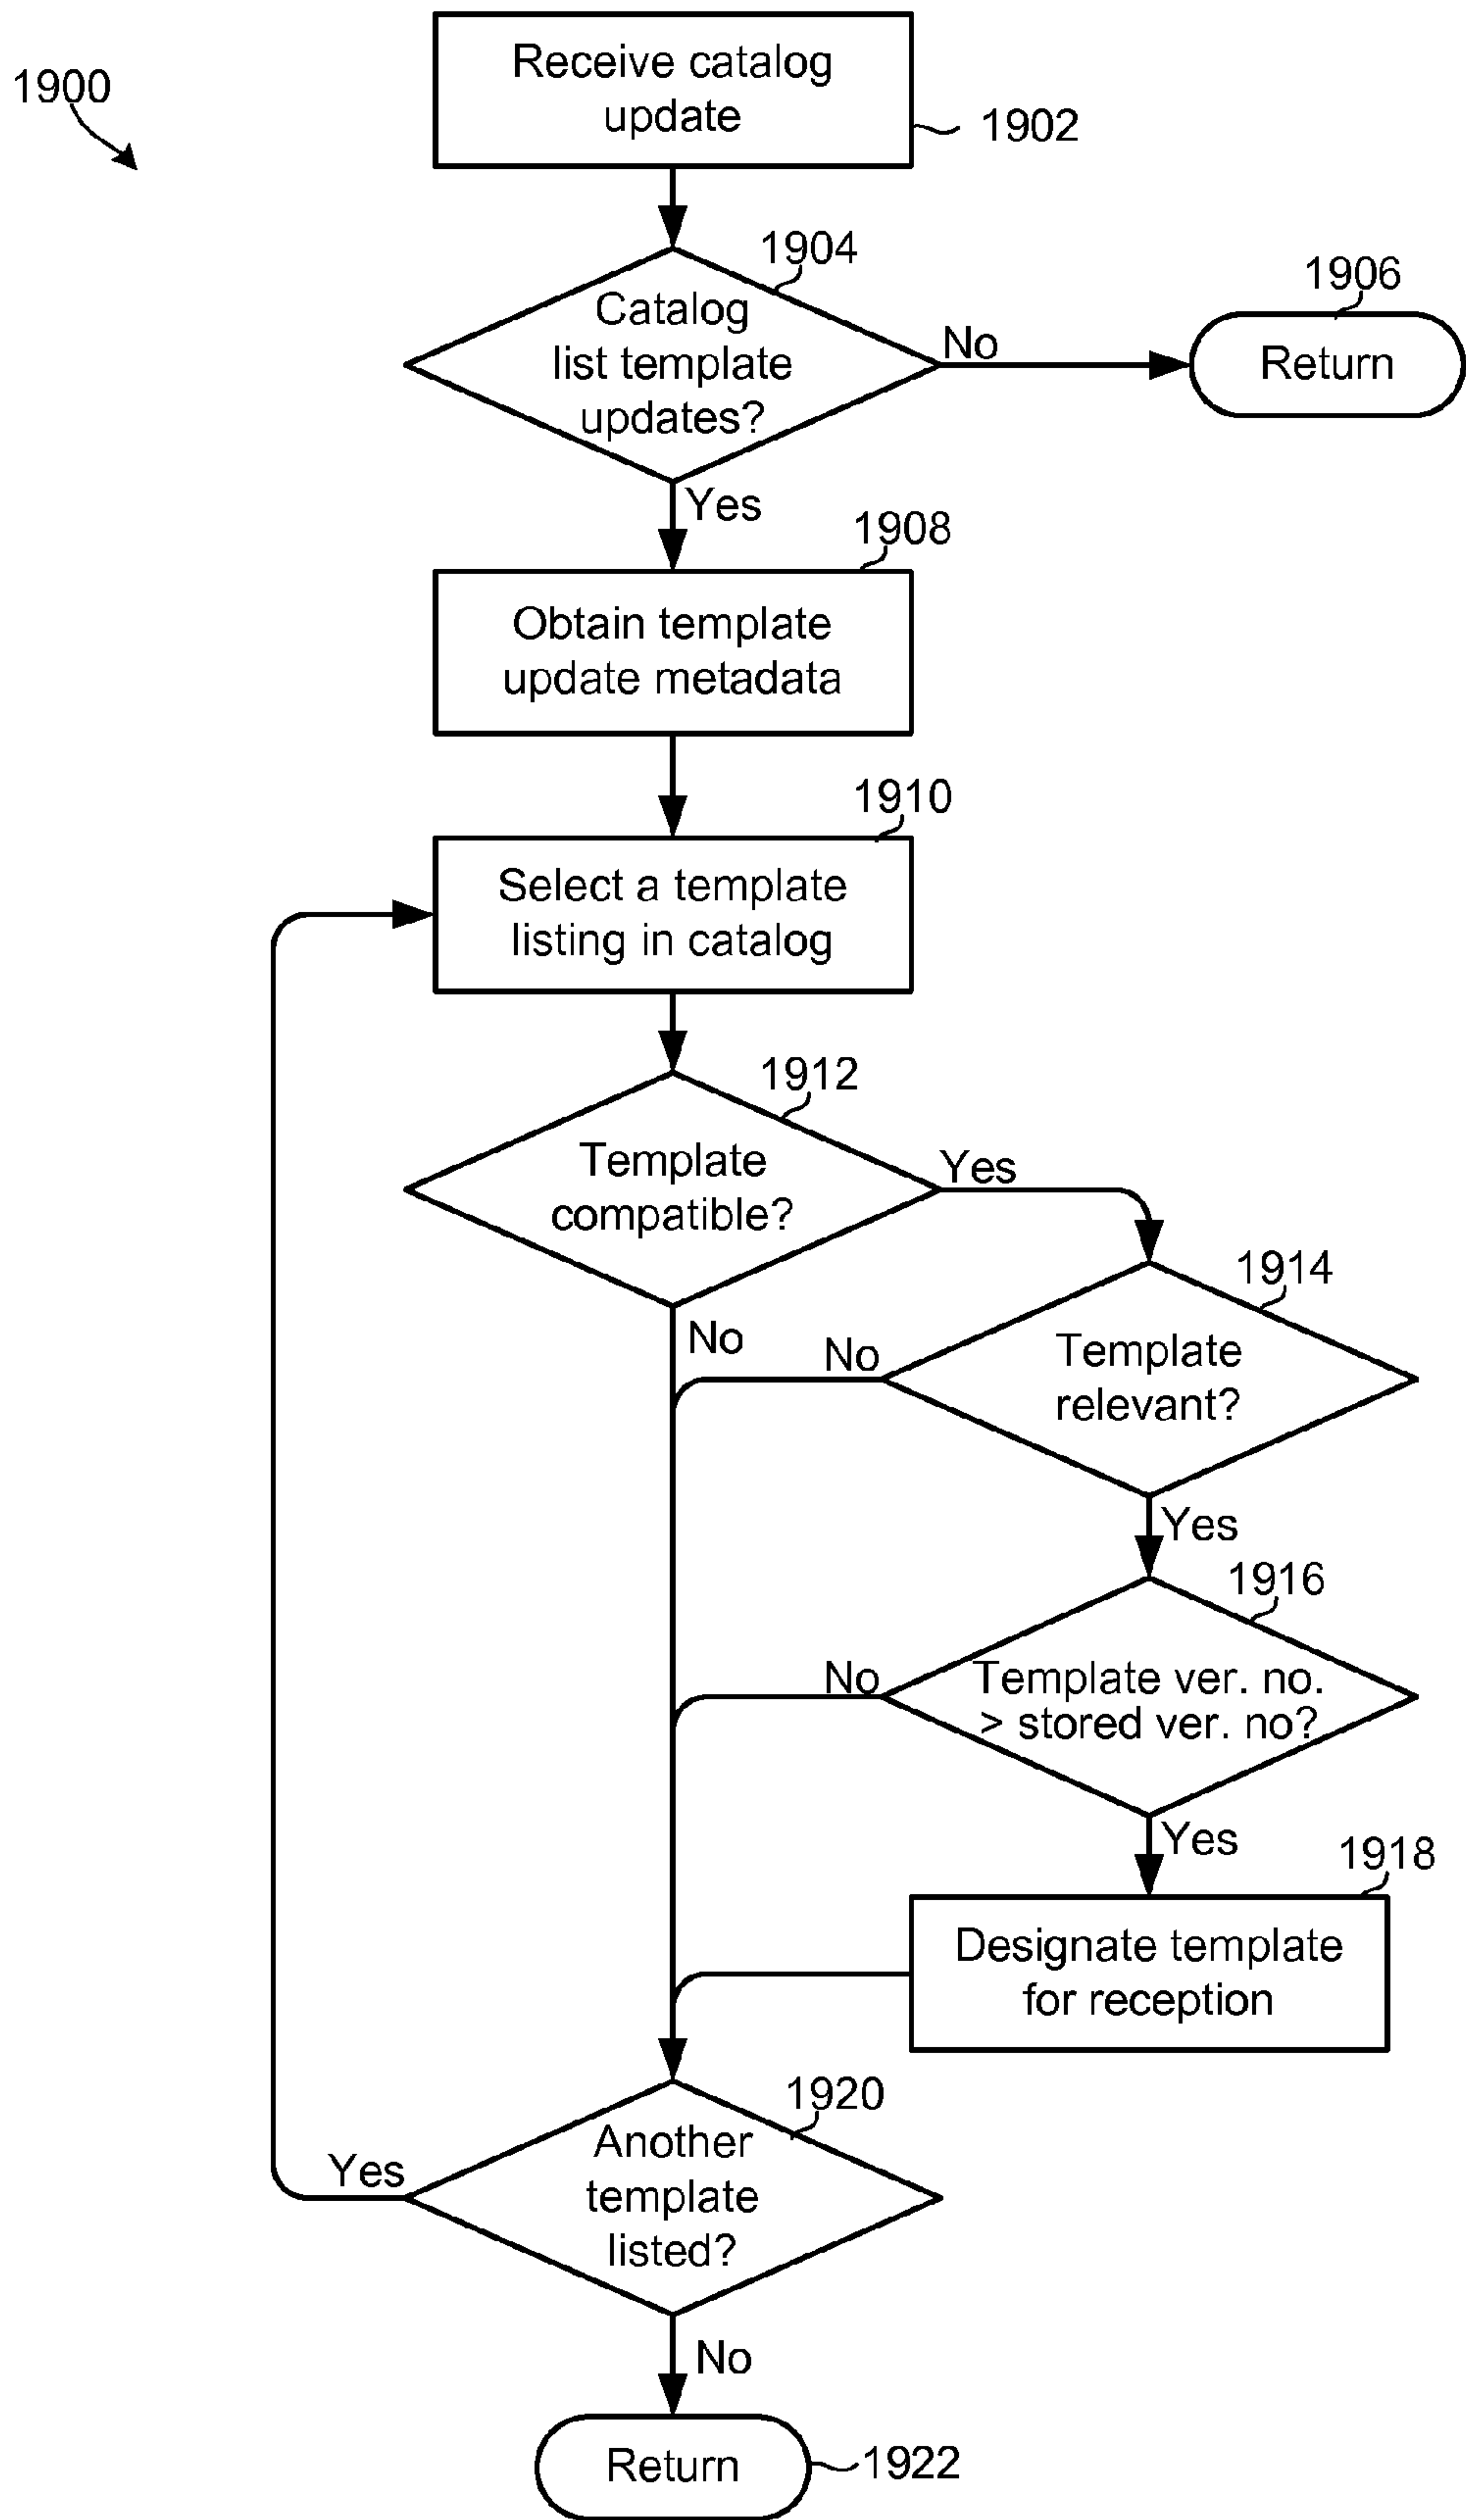 1900
Receive catalog
update
1902
1904
Catalog
list template
updates?
No
1906
Return
Yes
1908
Obtain template
update metadata
1910
Select a template
listing in catalog
1912
Template
compatible?
Yes
No
1914
Template
relevant?
No
Yes
1916
Template ver. no.
> stored ver. no?
No
Yes
1918
Designate template
for reception
1920
Another
template
listed?
Yes
No
Return
1922